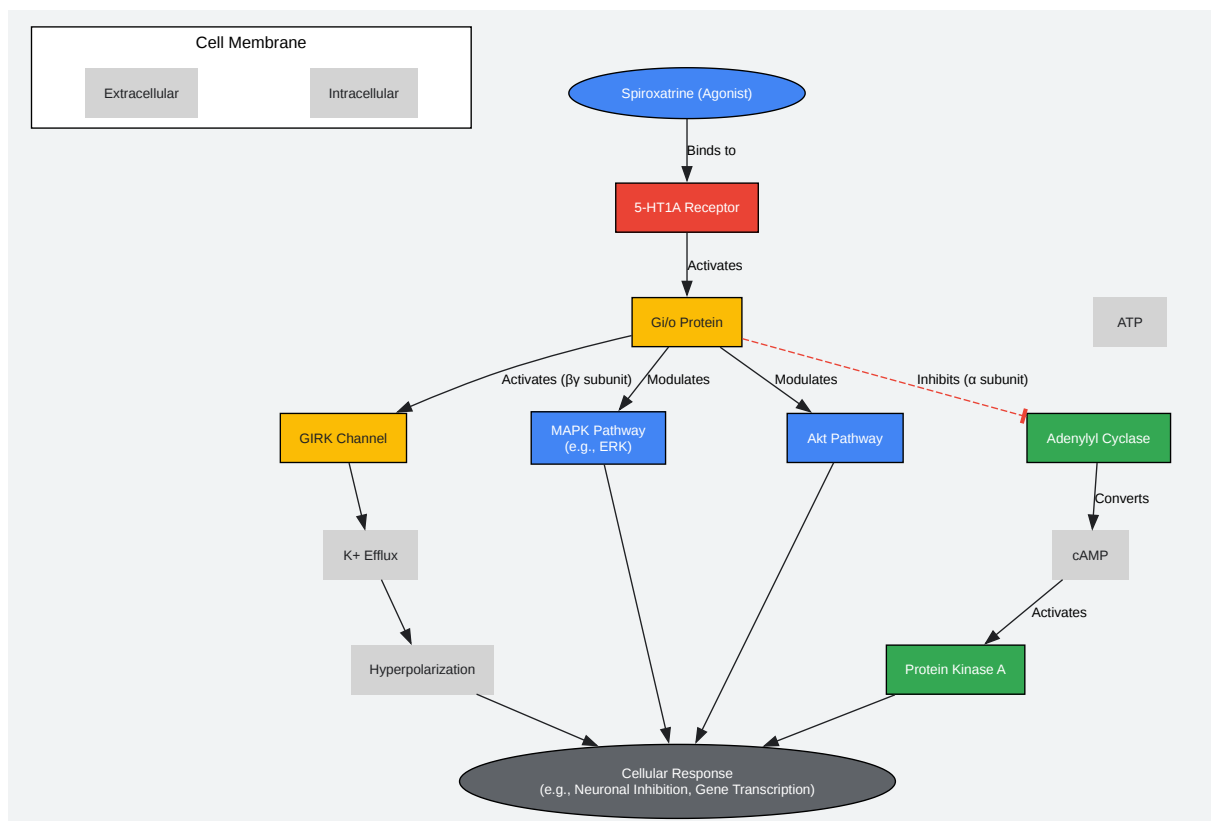 Cell Membrane
Extracellular
Intracellular
Spiroxatrine (Agonist)
Binds to
5-HT1A Receptor
Activates
Gi/o Protein
ATP
Activates (βγ subunit)
Modulates
Modulates
Inhibits (α subunit)
GIRK Channel
MAPK Pathway
(e.g., ERK)
Akt Pathway
Adenylyl Cyclase
Converts
K+ Efflux
cAMP
Activates
Hyperpolarization
Protein Kinase A
Cellular Response
(e.g., Neuronal Inhibition, Gene Transcription)